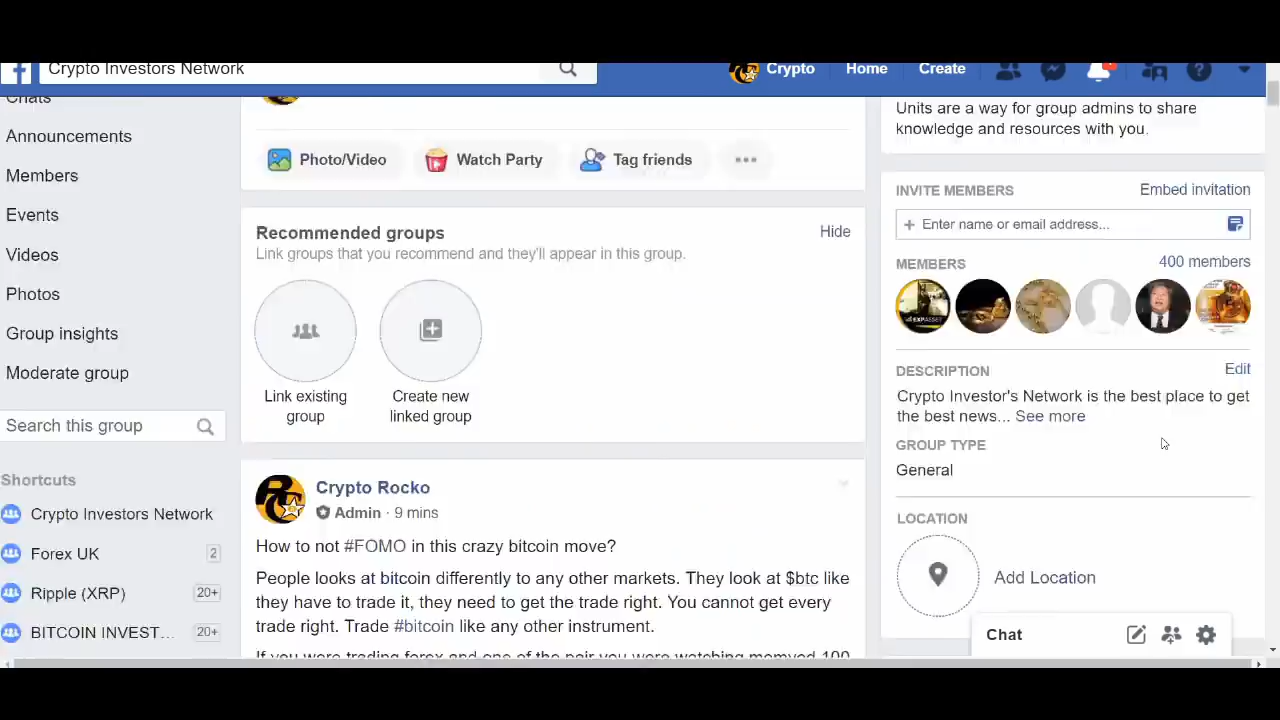 Crypto Investors Network
Crypto
Home
Create
Chats
Announcements
Members
Events
Videos
Photos
Group insights
Moderate group
Search this group
Shortcuts
Crypto Investors Network
Forex UK 2
Ripple (XRP) 20+
BITCOIN INVEST... 20+
Photo/Video
Watch Party
Tag friends
Recommended groups
Hide
Link groups that you recommend and they'll appear in this group.
Link existing
group
Create new
linked group
Crypto Rocko
Admin · 9 mins
How to not #FOMO in this crazy bitcoin move?
People looks at bitcoin differently to any other markets. They look at $btc like
they have to trade it, they need to get the trade right. You cannot get every
trade right. Trade #bitcoin like any other instrument.
If you were trading forex and one of the pair you were watching memved 100
Units are a way for group admins to share
knowledge and resources with you.
INVITE MEMBERS
Embed invitation
+ Enter name or email address...
MEMBERS
400 members
DESCRIPTION
Edit
Crypto Investor's Network is the best place to get
the best news... See more
GROUP TYPE
General
LOCATION
Add Location
Chat